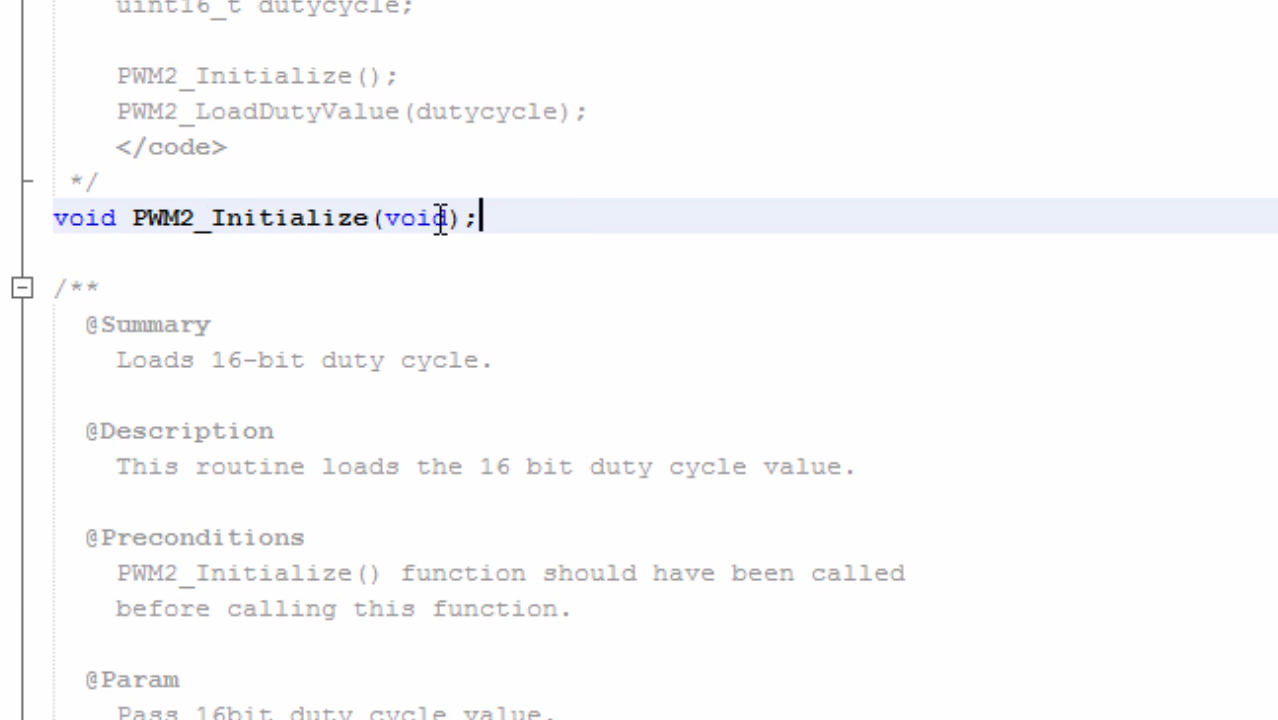 uint16_t dutycycle;
PWM2_Initialize();
PWM2_LoadDutyValue(dutycycle);
</code>
*/
void PWM2_Initialize(void);
/**
@Summary
Loads 16-bit duty cycle.
@Description
This routine loads the 16 bit duty cycle value.
@Preconditions
PWM2_Initialize() function should have been called
before calling this function.
@Param
Pass 16bit duty cycle value.